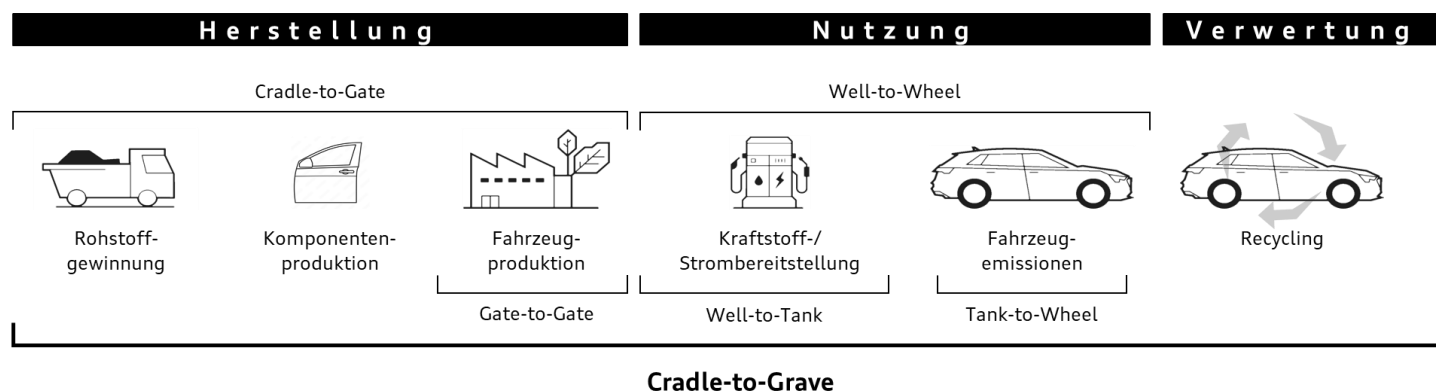 Herstellung
Nutzung
Verwertung
Cradle-to-Gate
Well-to-Wheel
Rohstoff-
gewinnung
Komponenten-
produktion
Fahrzeug-
produktion
Kraftstoff-/
Strombereitstellung
Fahrzeug-
emissionen
Recycling
Gate-to-Gate
Well-to-Tank
Tank-to-Wheel
Cradle-to-Grave